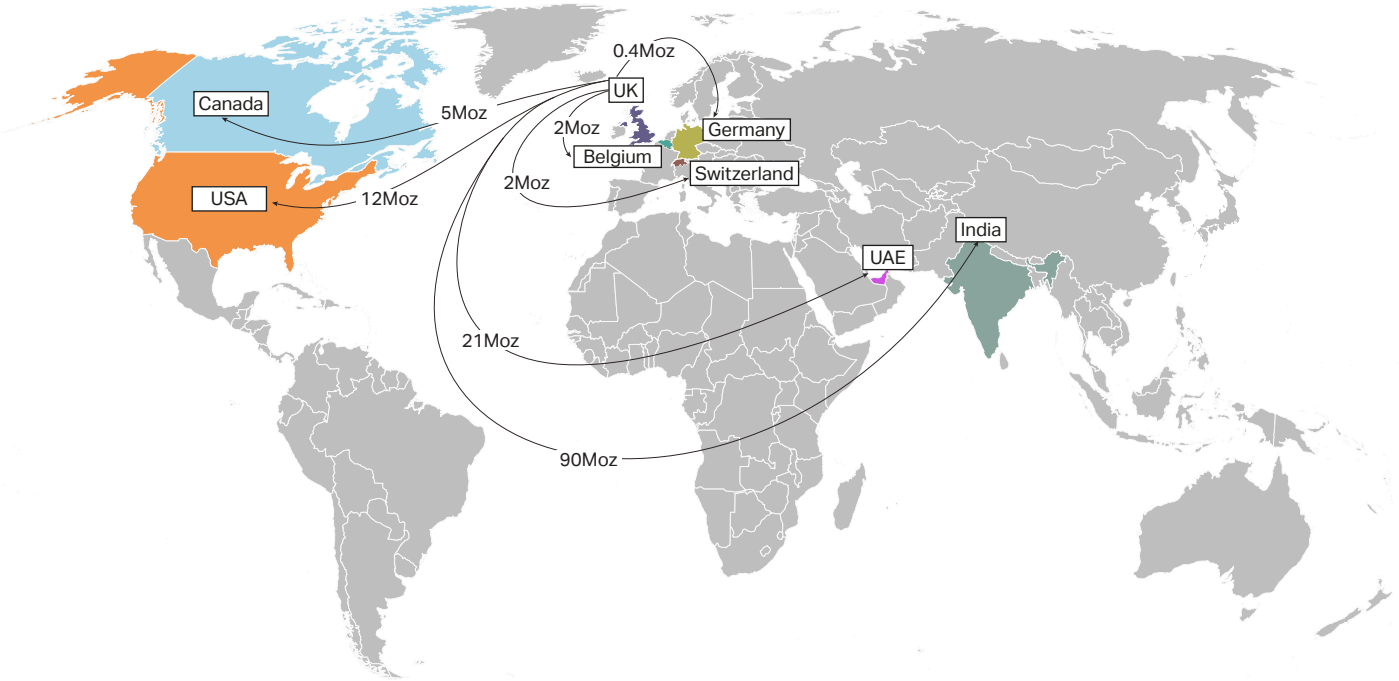 0.4Moz
UK
Canada
5Moz
2Moz
Germany
Belgium
Switzerland
2Moz
USA
12Moz
India
UAE
21Moz
90Moz